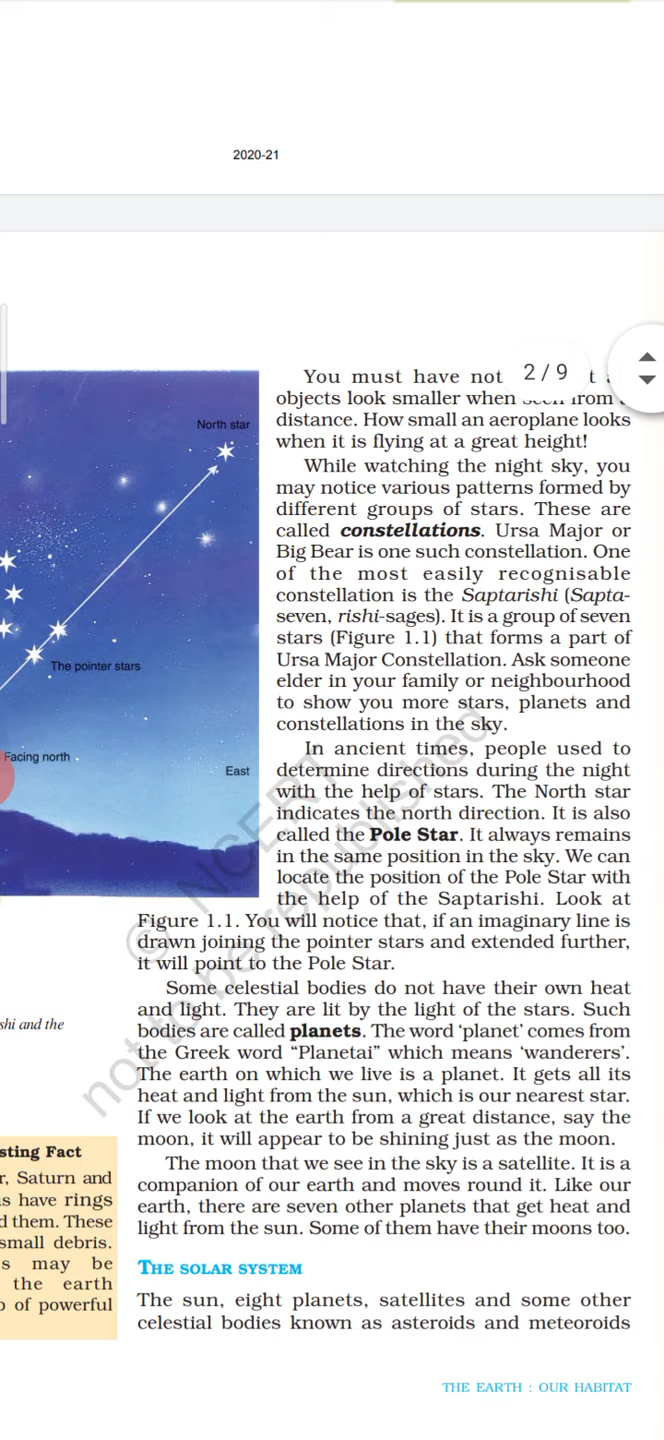 2020-21
2 / 9
You must have not
objects look smaller when
distance. How small an aeroplane looks
when it is flying at a great height!
While watching the night sky, you
may notice various patterns formed by
different groups of stars. These are
called constellations. Ursa Major or
Big Bear is one such constellation. One
of the most easily recognisable
constellation is the Saptarishi (Sapta-
seven, rishi-sages). It is a group of seven
stars (Figure 1.1) that forms a part of
Ursa Major Constellation. Ask someone
elder in your family or neighbourhood
to show you more stars, planets and
constellations in the sky.
In ancient times, people used to
determine directions during the night
with the help of stars. The North star
indicates the north direction. It is also
called the Pole Star. It always remains
in the same position in the sky. We can
locate the position of the Pole Star with
the help of the Saptarishi. Look at
Figure 1.1. You will notice that, if an imaginary line is
drawn joining the pointer stars and extended further,
it will point to the Pole Star.
Some celestial bodies do not have their own heat
and light. They are lit by the light of the stars. Such
bodies are called planets. The word ‘planet’ comes from
the Greek word “Planetai” which means ‘wanderers’.
The earth on which we live is a planet. It gets all its
heat and light from the sun, which is our nearest star.
If we look at the earth from a great distance, say the
moon, it will appear to be shining just as the moon.
The moon that we see in the sky is a satellite. It is a
companion of our earth and moves round it. Like our
earth, there are seven other planets that get heat and
light from the sun. Some of them have their moons too.
THE SOLAR SYSTEM
The sun, eight planets, satellites and some other
celestial bodies known as asteroids and meteoroids
North star
The pointer stars
Facing north
East
shi and the
sting Fact
r, Saturn and
s have rings
d them. These
small debris.
s may be
the earth
of powerful
© NCERT
not to be republished
THE EARTH : OUR HABITAT